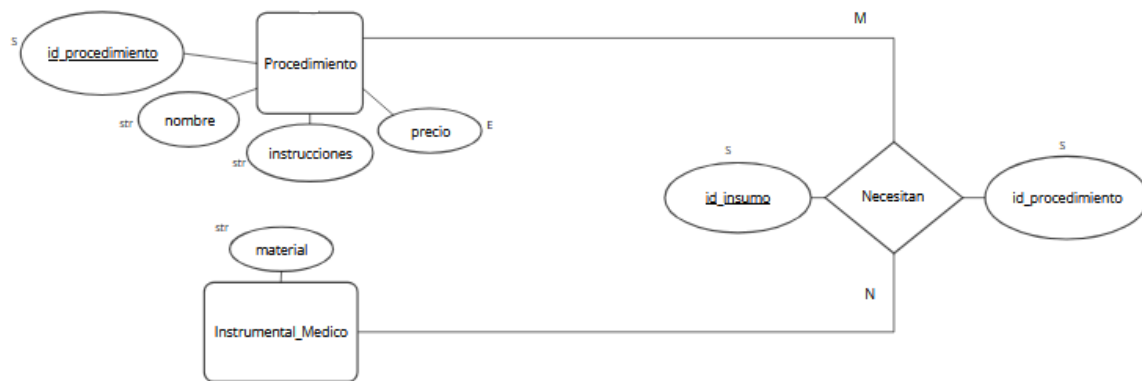 M
S
id_procedimiento
Procedimiento
str
nombre
precio
E
str
instrucciones
S
id_insumo
Necesitan
S
id_procedimiento
str
material
N
Instrumental_Medico